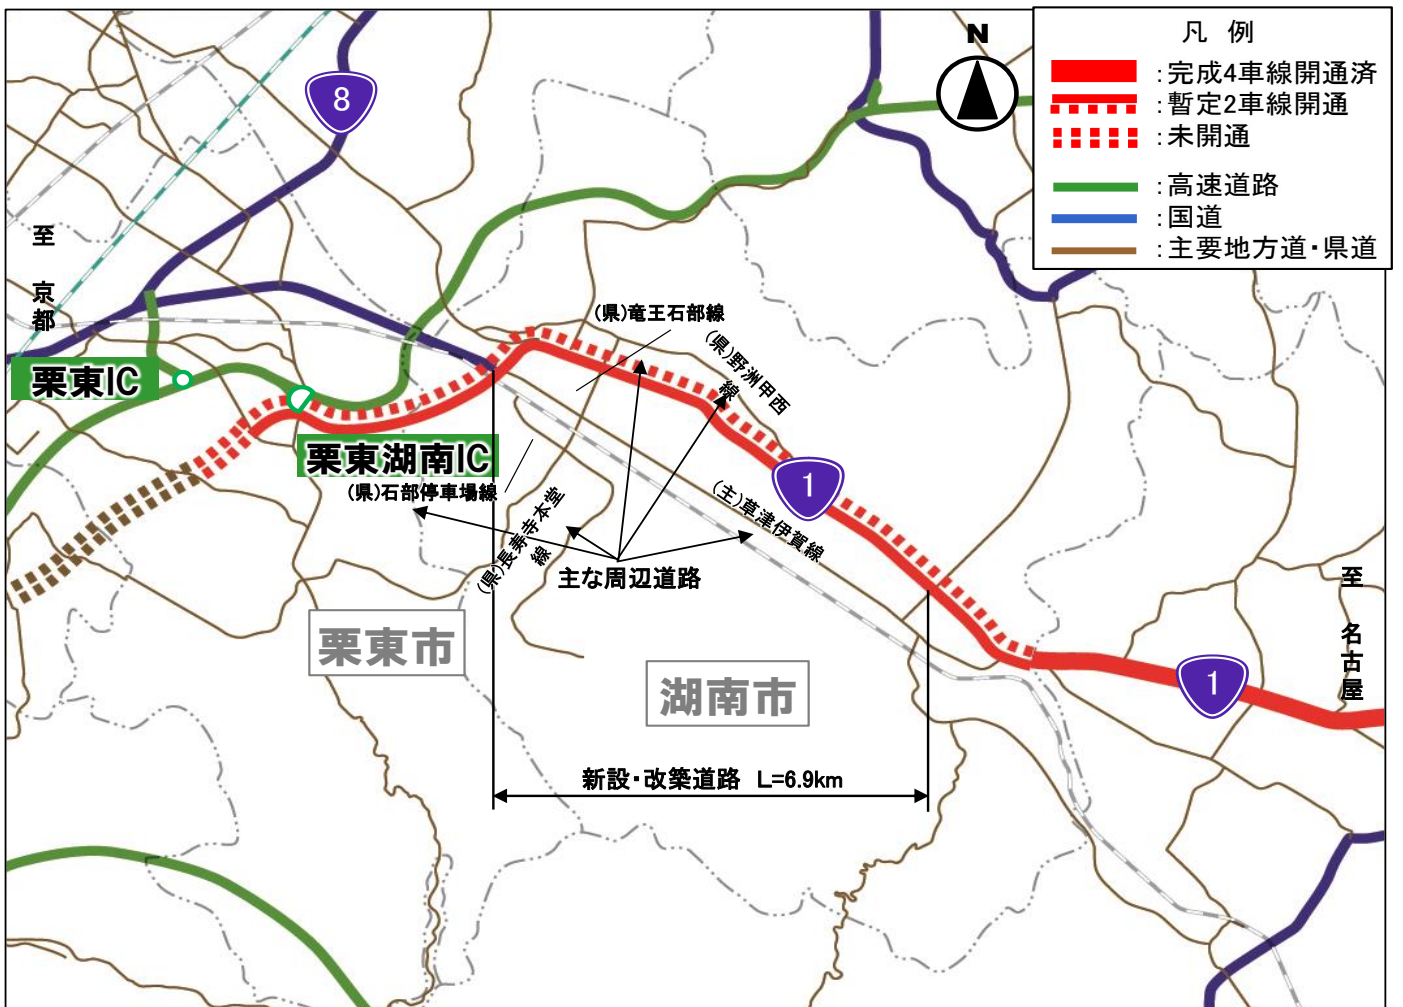 凡 例
:完成4車線開通済
:暫定2車線開通
:未開通
:高速道路
:国道
:主要地方道・県道
N
8
至 京都
栗東IC
栗東湖南IC
(県)竜王石部線
(県)野洲甲西線
(県)石部停車場線
(県)長寿寺本堂線
(主)草津伊賀線
主な周辺道路
1
至 名古屋
1
栗東市
湖南市
新設・改築道路 L=6.9km